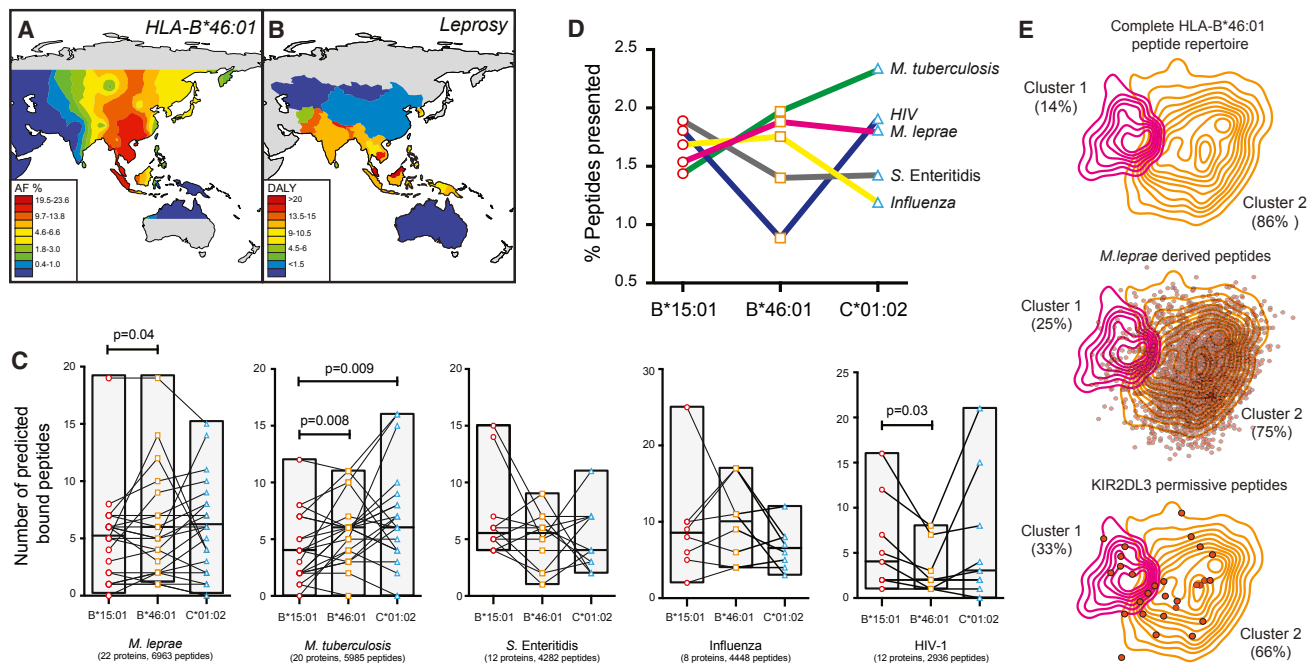 A
HLA-B*46:01
AF %
19.5-23.6
9.7-13.8
4.6-6.6
1.8-3.0
0.4-1.0
B
Leprosy
DALY
>20
13.5-15
9-10.5
4.5-6
<1.5
D
% Peptides presented
2.5
2.0
1.5
1.0
0.5
B*15:01
B*46:01
C*01:02
M. tuberculosis
HIV
M. leprae
S. Enteritidis
Influenza
E
Complete HLA-B*46:01
peptide repertoire
Cluster 1
(14%)
Cluster 2
(86% )
M.leprae derived peptides
Cluster 1
(25%)
Cluster 2
(75%)
KIR2DL3 permissive peptides
Cluster 1
(33%)
Cluster 2
(66%)
C
Number of predicted
bound peptides
p=0.04
20
15
10
5
0
B*15:01 B*46:01 C*01:02
M. leprae
(22 proteins, 6963 peptides)
p=0.009
p=0.008
20
15
10
5
0
B*15:01 B*46:01 C*01:02
M. tuberculosis
(20 proteins, 5985 peptides)
20
15
10
5
0
B*15:01 B*46:01 C*01:02
S. Enteritidis
(12 proteins, 4282 peptides)
30
20
10
0
B*15:01 B*46:01 C*01:02
Influenza
(8 proteins, 4448 peptides)
p=0.03
25
20
15
10
5
0
B*15:01 B*46:01 C*01:02
HIV-1
(12 proteins, 2936 peptides)